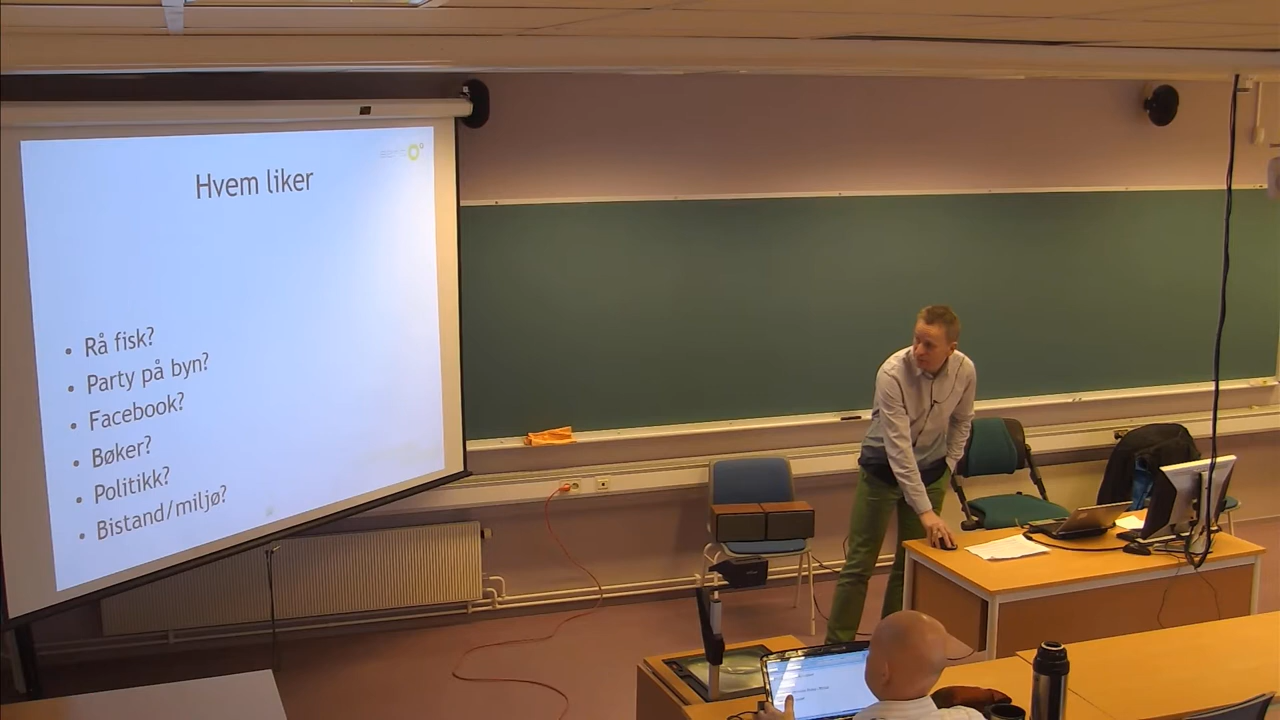 Hvem liker
• Rå fisk?
• Party på byn?
• Facebook?
• Bøker?
• Politikk?
• Bistand/miljø?